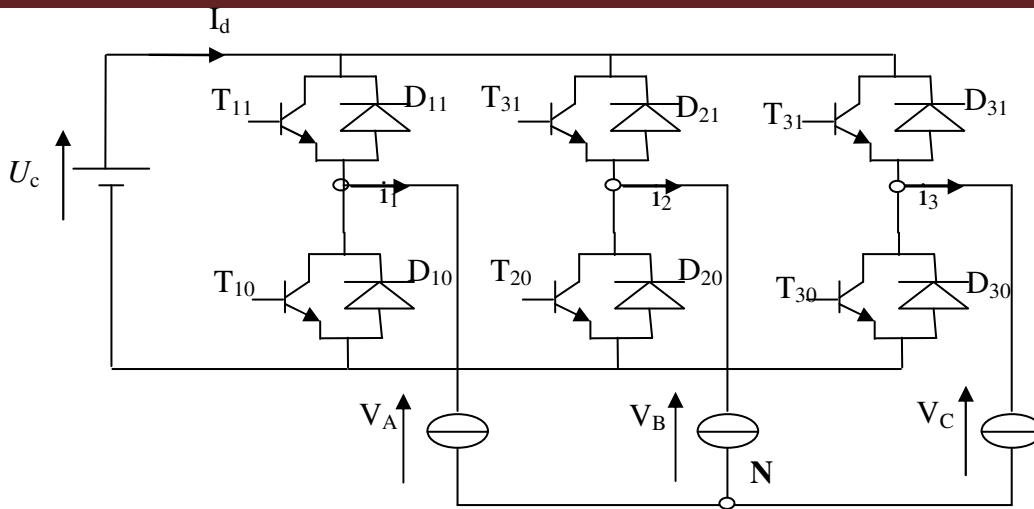 I_d
T_11 D_11 T_31 D_21 T_31 D_31
U_c
i_1 i_2 i_3
T_10 D_10 T_20 D_20 T_30 D_30
V_A V_B V_C
N